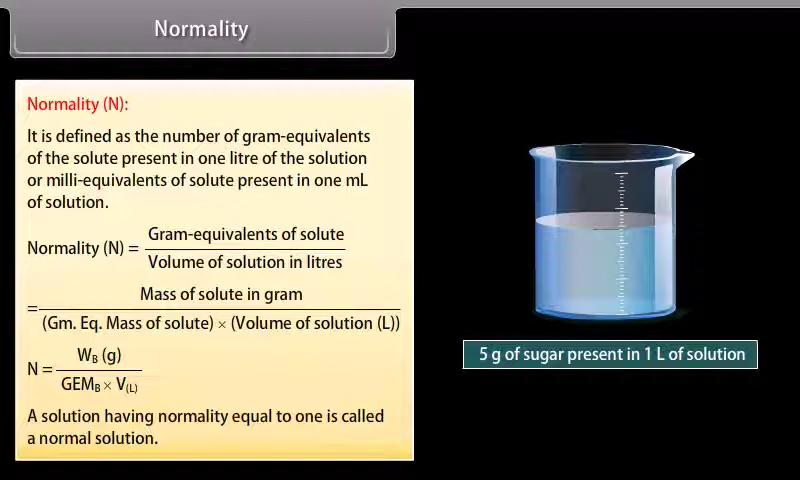 Normality
Normality (N):
It is defined as the number of gram-equivalents
of the solute present in one litre of the solution
or milli-equivalents of solute present in one mL
of solution.
Normality (N) = Gram-equivalents of solute
Volume of solution in litres
= Mass of solute in gram
(Gm. Eq. Mass of solute) × (Volume of solution (L))
N = W_B (g)
GEM_B × V_(L)
A solution having normality equal to one is called
a normal solution.
5 g of sugar present in 1 L of solution